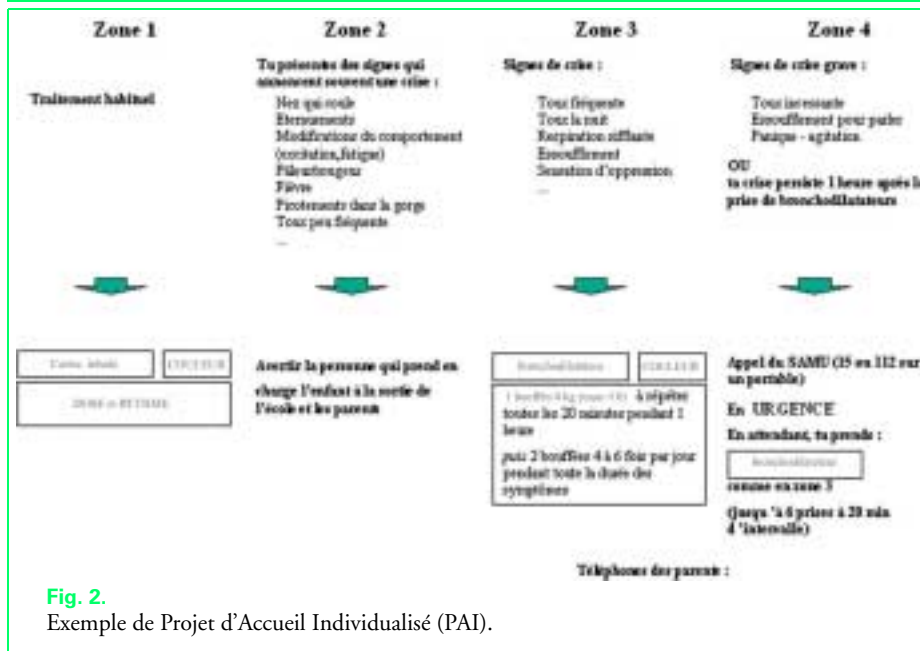 Zone 1
Traitement habituel
COULEUR
DOSE et RYTHME
Zone 2
Tu présentes des signes qui
annoncent souvent une crise :
Nez qui coule
Eternuements
Modifications du comportement
(excitation, fatigue)
Pâleur/rougeur
Fièvre
Picotements dans la gorge
Toux peu fréquente
...
Avertir la personne qui prend en
charge l'enfant à la sortie de
l'école et les parents
Zone 3
Signes de crise :
Toux fréquente
Toux la nuit
Respiration sifflante
Essoufflement
Sensation d'oppression
...
bronchodilatateur
COULEUR
à répéter
toutes les 20 minutes pendant 1
heure
puis 2 bouffées 4 à 6 fois par jour
pendant toute la durée des
symptômes
Zone 4
Signes de crise grave :
Toux incessante
Essoufflement pour parler
Panique - agitation
OU
ta crise persiste 1 heure après la
prise de bronchodilatateurs
Appel du SAMU (15 ou 112 sur
un portable)
En URGENCE
En attendant, tu prends :
bronchodilatateur
comme en zone 3
(jusqu 'à 6 prises à 20 min
d 'intervalle)
Téléphones des parents :
Fig. 2.
Exemple de Projet d'Accueil Individualisé (PAI).